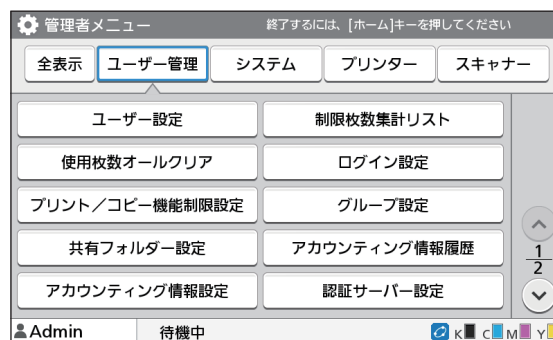 管理者メニュー 終了するには、[ホーム]キーを押してください
全表示 ユーザー管理 システム プリンター スキャナー
ユーザー設定 制限枚数集計リスト
使用枚数オールクリア ログイン設定
プリント／コピー機能制限設定 グループ設定
共有フォルダー設定 アカウンティング情報履歴
1
2
アカウンティング情報設定 認証サーバー設定
Admin 待機中 K C M Y